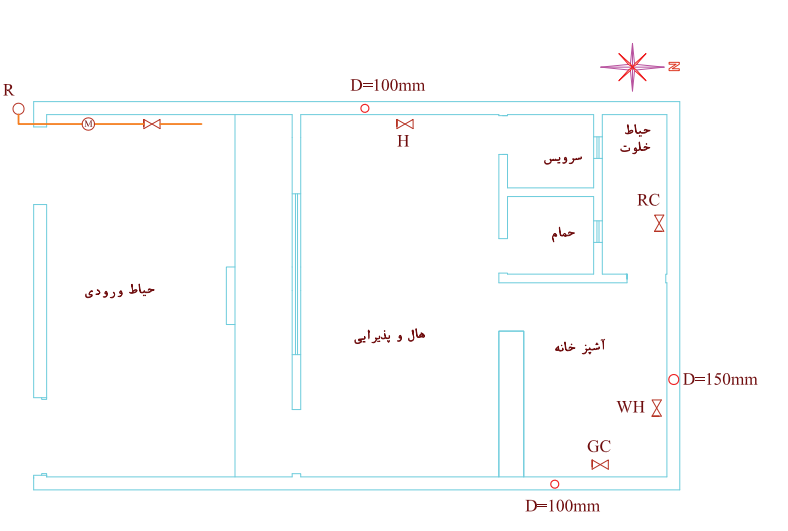 R
D=100mm
N
M
H
سرویس
حیاط
خلوت
RC
حمام
حیاط ورودی
هال و پذیرایی
آشپز خانه
D=150mm
WH
GC
D=100mm